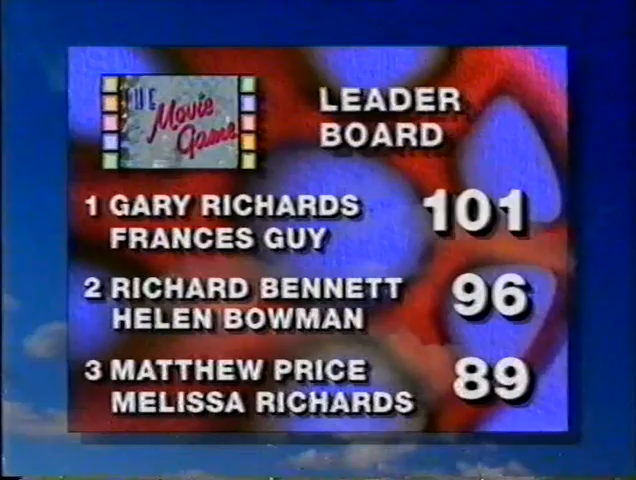 THE
Movie
Game
LEADER
BOARD
1 GARY RICHARDS
FRANCES GUY
101
2 RICHARD BENNETT
HELEN BOWMAN
96
3 MATTHEW PRICE
MELISSA RICHARDS
89